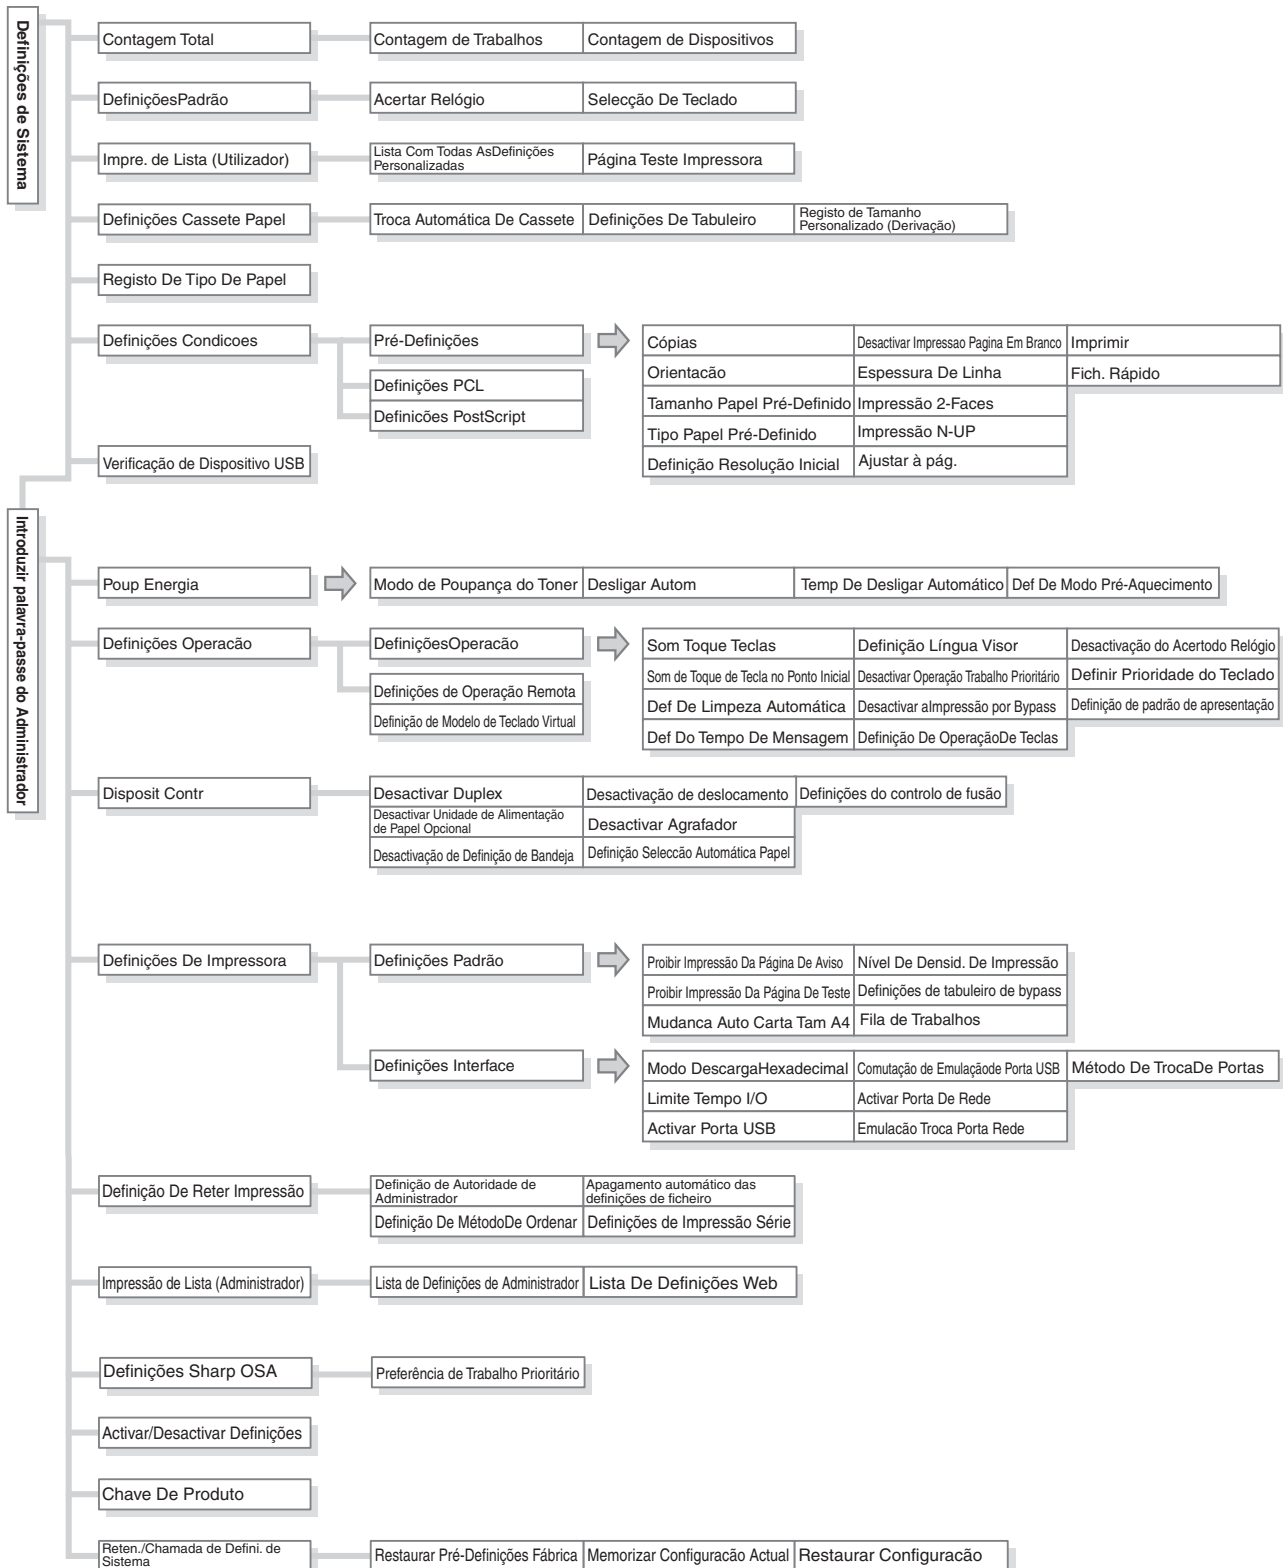 Definições de Sistema
Contagem Total
Contagem de Trabalhos
Contagem de Dispositivos
DefiniçõesPadrão
Acertar Relógio
Selecção De Teclado
Impre. de Lista (Utilizador)
Lista Com Todas AsDefinições
Personalizadas
Página Teste Impressora
Definições Cassete Papel
Troca Automática De Cassete
Definições De Tabuleiro
Registo de Tamanho
Personalizado (Derivação)
Registo De Tipo De Papel
Definições Condicoes
Pré-Definições
Definições PCL
Definicões PostScript
Cópias
Desactivar Impressao Pagina Em Branco
Imprimir
Orientacão
Espessura De Linha
Fich. Rápido
Tamanho Papel Pré-Definido
Impressão 2-Faces
Tipo Papel Pré-Definido
Impressão N-UP
Definição Resolução Inicial
Ajustar à pág.
Verificação de Dispositivo USB
Introduzir palavra-passe do Administrador
Poup Energia
Modo de Poupança do Toner
Desligar Autom
Temp De Desligar Automático
Def De Modo Pré-Aquecimento
Definições Operacão
DefiniçõesOperacão
Definições de Operação Remota
Definição de Modelo de Teclado Virtual
Som Toque Teclas
Definição Língua Visor
Desactivação do Acertodo Relógio
Som de Toque de Tecla no Ponto Inicial
Desactivar Operação Trabalho Prioritário
Definir Prioridade do Teclado
Def De Limpeza Automática
Desactivar aImpressão por Bypass
Definição de padrão de apresentação
Def Do Tempo De Mensagem
Definição De OperaçãoDe Teclas
Disposit Contr
Desactivar Duplex
Desactivação de deslocamento
Definições do controlo de fusão
Desactivar Unidade de Alimentação
de Papel Opcional
Desactivar Agrafador
Desactivação de Definição de Bandeja
Definição Seleccão Automática Papel
Definições De Impressora
Definições Padrão
Proibir Impressão Da Página De Aviso
Nível De Densid. De Impressão
Proibir Impressão Da Página De Teste
Definições de tabuleiro de bypass
Mudanca Auto Carta Tam A4
Fila de Trabalhos
Definições Interface
Modo DescargaHexadecimal
Comutação de Emulaçãode Porta USB
Método De TrocaDe Portas
Limite Tempo I/O
Activar Porta De Rede
Activar Porta USB
Emulacão Troca Porta Rede
Definição De Reter Impressão
Definição de Autoridade de
Administrador
Apagamento automático das
definições de ficheiro
Definição De MétodoDe Ordenar
Definições de Impressão Série
Impressão de Lista (Administrador)
Lista de Definições de Administrador
Lista De Definições Web
Definições Sharp OSA
Preferência de Trabalho Prioritário
Activar/Desactivar Definições
Chave De Produto
Reten./Chamada de Defini. de
Sistema
Restaurar Pré-Definições Fábrica
Memorizar Configuracão Actual
Restaurar Configuracão